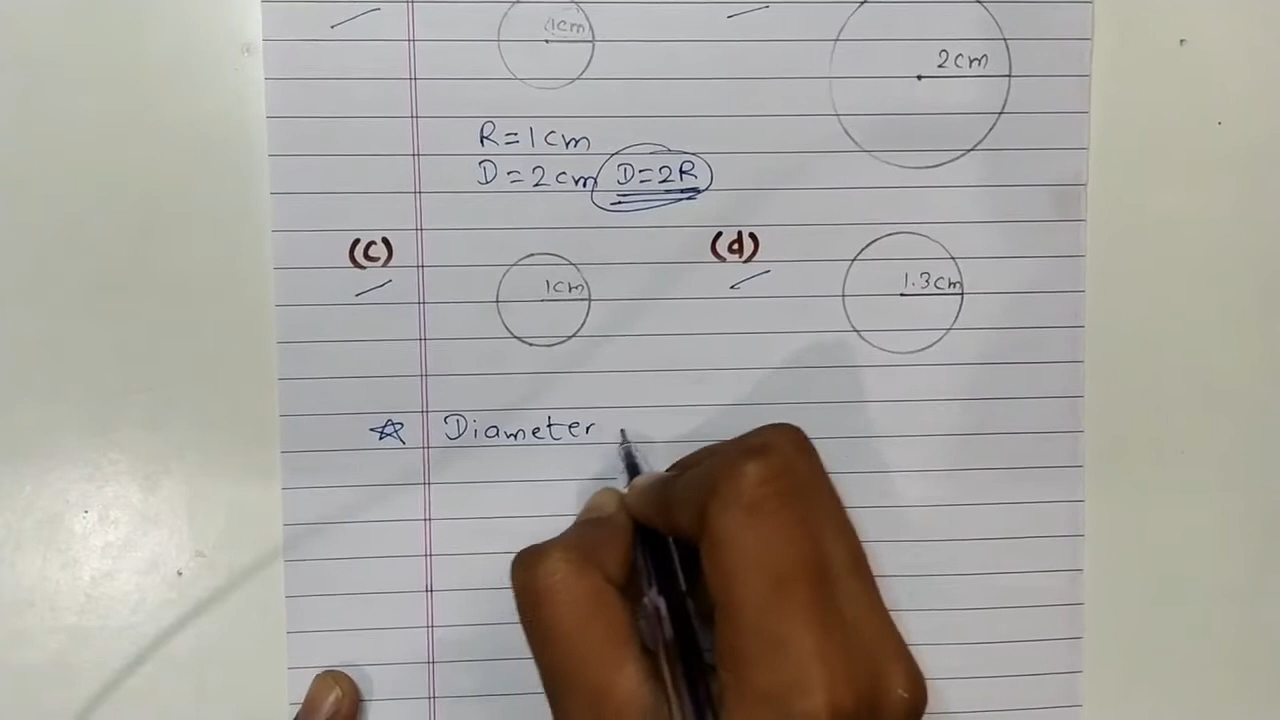 1cm
2cm
R=1cm
D=2cm D=2R
(c) 1cm (d) 1.3cm
☆ Diameter